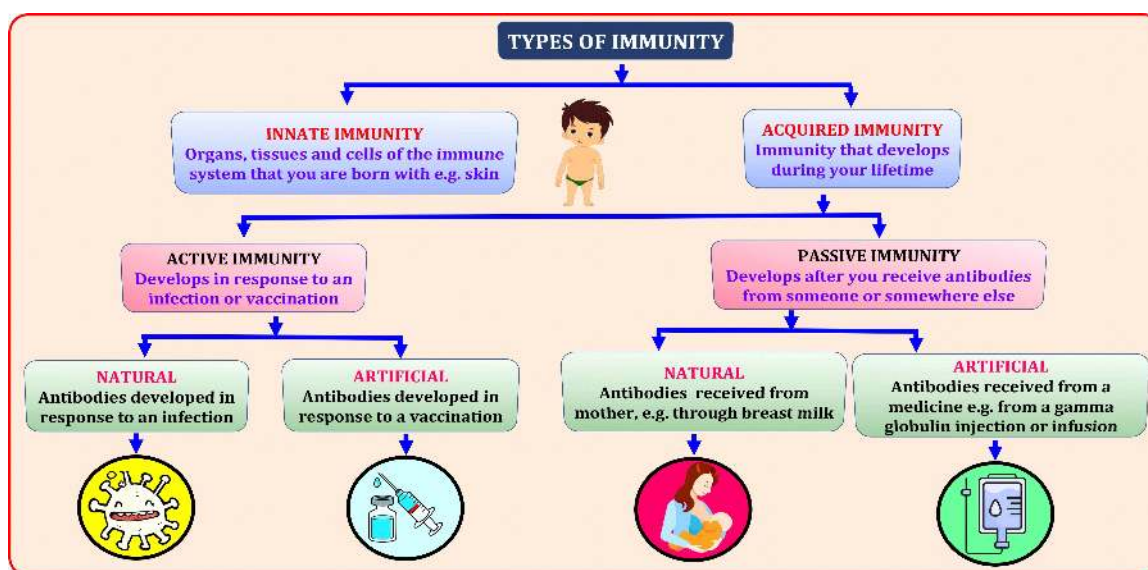 TYPES OF IMMUNITY
INNATE IMMUNITY
Organs, tissues and cells of the immune
system that you are born with e.g. skin
ACQUIRED IMMUNITY
Immunity that develops
during your lifetime
ACTIVE IMMUNITY
Develops in response to an
infection or vaccination
PASSIVE IMMUNITY
Develops after you receive antibodies
from someone or somewhere else
NATURAL
Antibodies developed in
response to an infection
ARTIFICIAL
Antibodies developed in
response to a vaccination
NATURAL
Antibodies received from
mother, e.g. through breast milk
ARTIFICIAL
Antibodies received from a
medicine e.g. from a gamma
globulin injection or infusion